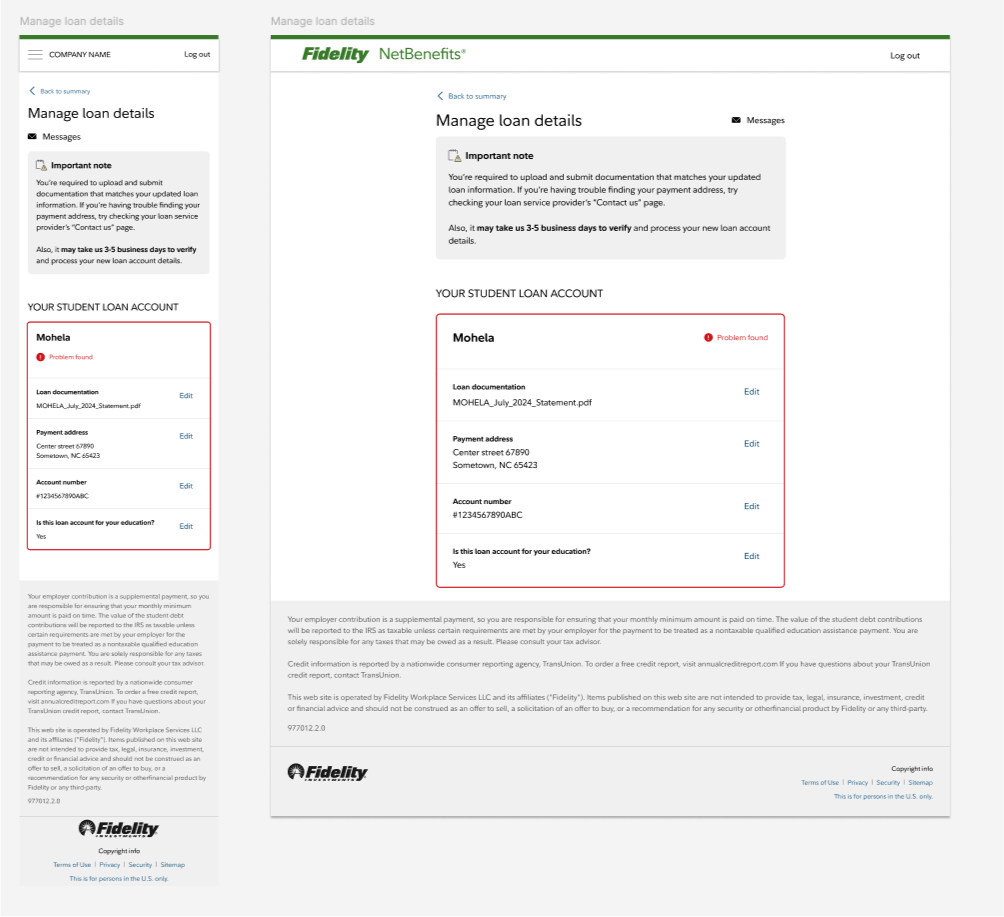 Manage loan details
COMPANY NAME
Log out
Back to summary
Manage loan details
Messages
Important note
You're required to upload and submit
documentation that matches your updated loan
information. If you're having trouble finding your
payment address, try checking your loan service
provider's “Contact us” page.
Also, it may take us 3-5 business days to verify
and process your new loan account details.
YOUR STUDENT LOAN ACCOUNT
Mohela
Problem found
Loan documentation
MOHELA_July_2024_Statement.pdf
Edit
Payment address
Center street 67890
Sometown, NC 65423
Edit
Account number
#1234567890ABC
Edit
Is this loan account for your education?
Yes
Edit
Your employer contribution is a supplemental payment, so you
are responsible for ensuring that your monthly minimum
amount is paid on time. The value of the student debt
contributions will be reported to the IRS as taxable unless
certain requirements are met by your employer for the
payment to be treated as a nontaxable qualified education
assistance payment. You are solely responsible for any taxes
that may be owed as a result. Please consult your tax advisor.
Credit information is reported by a nationwide consumer
reporting agency, TransUnion. To order a free credit report,
visit annualcreditreport.com If you have questions about your
TransUnion credit report, contact TransUnion.
This web site is operated by Fidelity Workplace Services LLC
and its affiliates ("Fidelity"). Items published on this web site
are not intended to provide tax, legal, insurance, investment,
credit or financial advice and should not be construed as an
offer to sell, a solicitation of an offer to buy, or a
recommendation for any security or otherfinancial product by
Fidelity or any third-party.
977012.2.0
Fidelity
INVESTMENTS
Copyright info
Terms of Use | Privacy | Security | Sitemap
This is for persons in the U.S. only.
Manage loan details
Fidelity NetBenefits®
Log out
Back to summary
Manage loan details
Messages
Important note
You're required to upload and submit documentation that matches your updated
loan information. If you're having trouble finding your payment address, try
checking your loan service provider's “Contact us” page.
Also, it may take us 3-5 business days to verify and process your new loan account
details.
YOUR STUDENT LOAN ACCOUNT
Mohela
Problem found
Loan documentation
MOHELA_July_2024_Statement.pdf
Edit
Payment address
Center street 67890
Sometown, NC 65423
Edit
Account number
#1234567890ABC
Edit
Is this loan account for your education?
Yes
Edit
Your employer contribution is a supplemental payment, so you are responsible for ensuring that your monthly minimum amount is paid on time. The value of the student debt contributions
will be reported to the IRS as taxable unless certain requirements are met by your employer for the payment to be treated as a nontaxable qualified education assistance payment. You are
solely responsible for any taxes that may be owed as a result. Please consult your tax advisor.
Credit information is reported by a nationwide consumer reporting agency, TransUnion. To order a free credit report, visit annualcreditreport.com If you have questions about your TransUnion
credit report, contact TransUnion.
This web site is operated by Fidelity Workplace Services LLC and its affiliates ("Fidelity"). Items published on this web site are not intended to provide tax, legal, insurance, investment, credit
or financial advice and should not be construed as an offer to sell, a solicitation of an offer to buy, or a recommendation for any security or otherfinancial product by Fidelity or any third-party.
977012.2.0
Fidelity
INVESTMENTS
Copyright info
Terms of Use | Privacy | Security | Sitemap
This is for persons in the U.S. only.